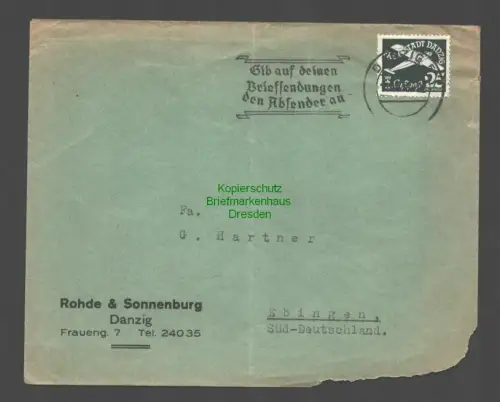 STADT DANZIG
Gib auf deinen
Briefsendungen
den Absender an
Kopierschutz
Briefmarkenhaus
Dresden
Fa.
G. Hartner
Rohde & Sonnenburg
Danzig
Fraueng. 7 Tel. 24035
Ebingen,
Süd-Deutschland.